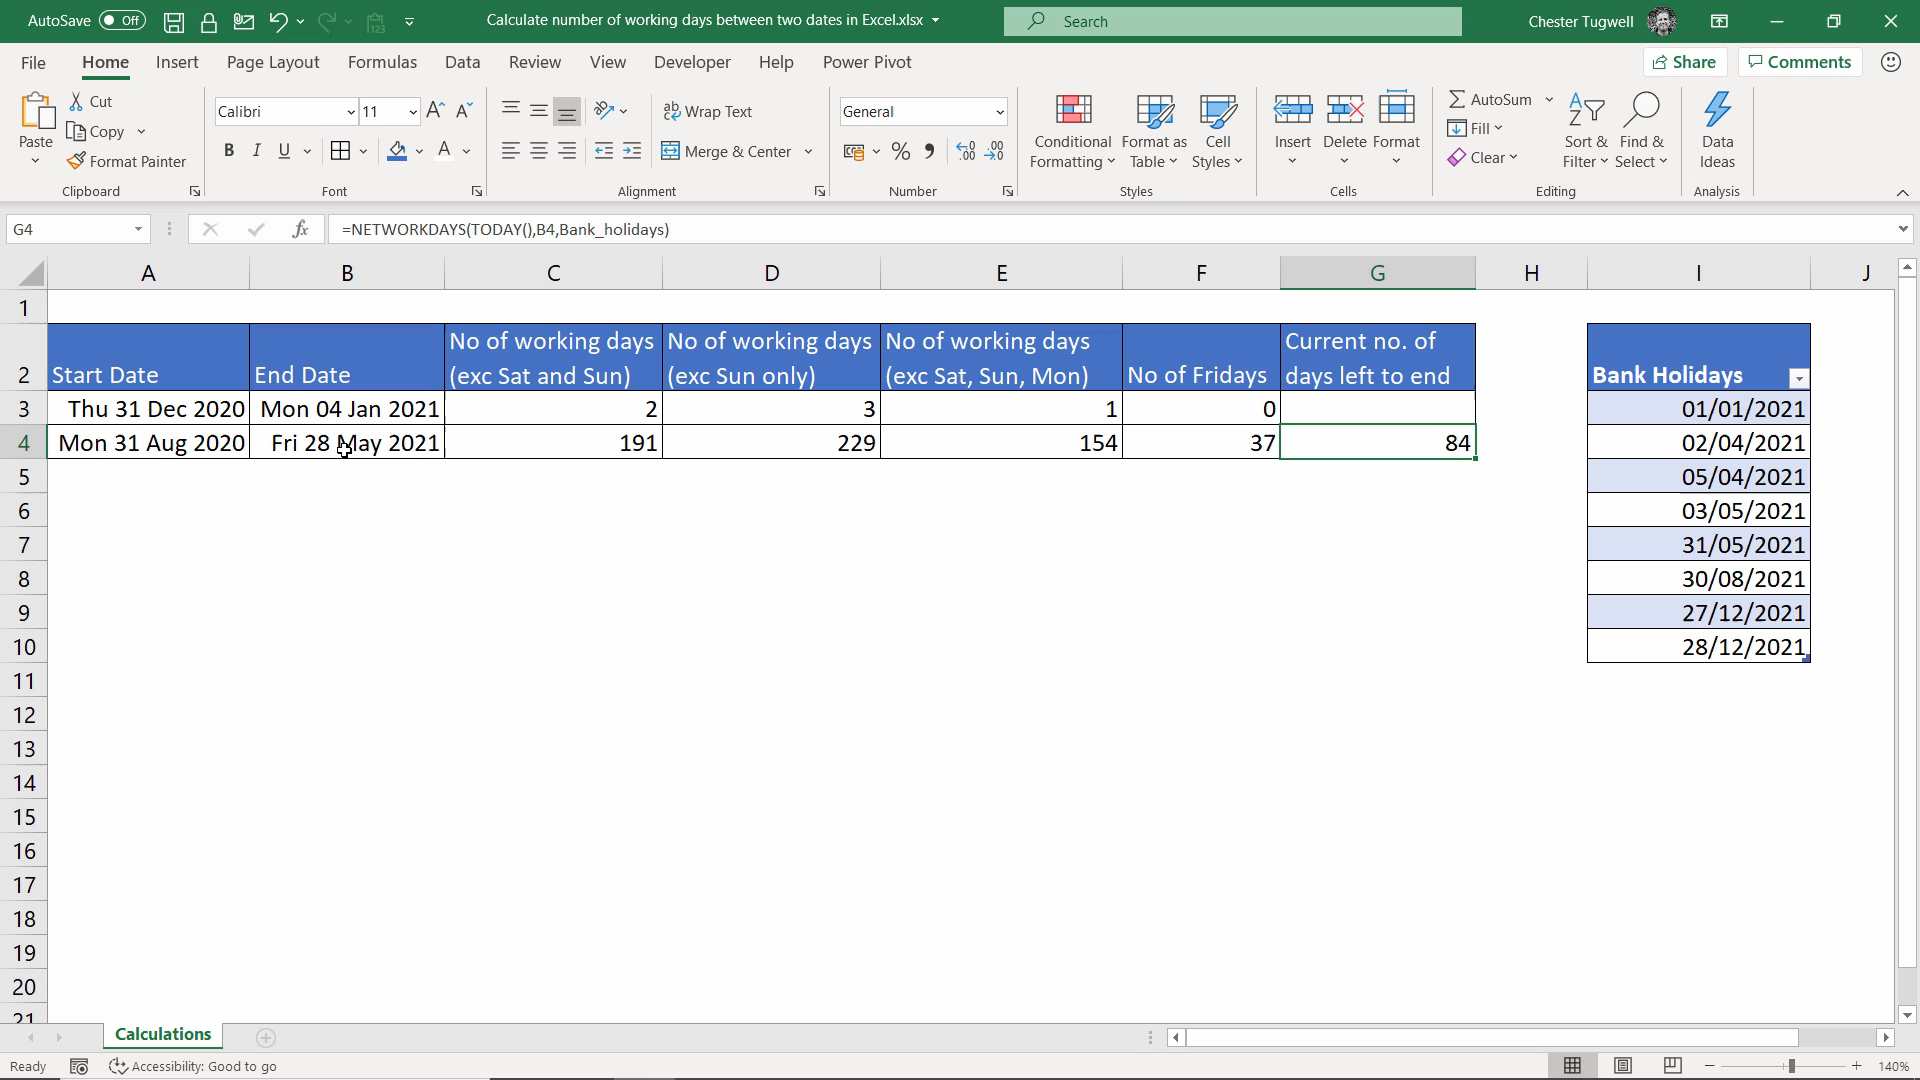 AutoSave Off
Calculate number of working days between two dates in Excel.xlsx
Search
Chester Tugwell
File Home Insert Page Layout Formulas Data Review View Developer Help Power Pivot
Share Comments
Paste Cut
Copy
Format Painter
Clipboard
Calibri 11
B I U
Font
Wrap Text
Merge & Center
Alignment
General
Number
Conditional Formatting
Format as Table
Cell Styles
Styles
Insert Delete Format
Cells
AutoSum
Fill
Clear
Sort & Filter
Find & Select
Editing
Data Ideas
Analysis
G4 fx =NETWORKDAYS(TODAY(),B4,Bank_holidays)
A B C D E F G H I J
1
2 Start Date End Date No of working days (exc Sat and Sun) No of working days (exc Sun only) No of working days (exc Sat, Sun, Mon) No of Fridays Current no. of days left to end Bank Holidays
3 Thu 31 Dec 2020 Mon 04 Jan 2021 2 3 1 0 01/01/2021
4 Mon 31 Aug 2020 Fri 28 May 2021 191 229 154 37 84 02/04/2021
5 05/04/2021
6 03/05/2021
7 31/05/2021
8 30/08/2021
9 27/12/2021
10 28/12/2021
11
12
13
14
15
16
17
18
19
20
21
Calculations
Ready Accessibility: Good to go 140%